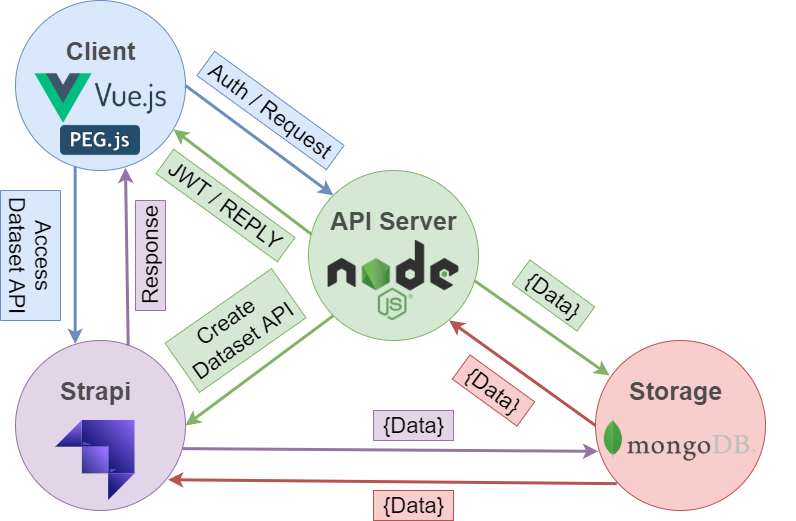 Client
Vue.js
PEG.js
Auth / Request
JWT / REPLY
API Server
node
JS
Access
Dataset API
Response
Create
Dataset API
{Data}
{Data}
Strapi
Storage
mongoDB.
{Data}
{Data}